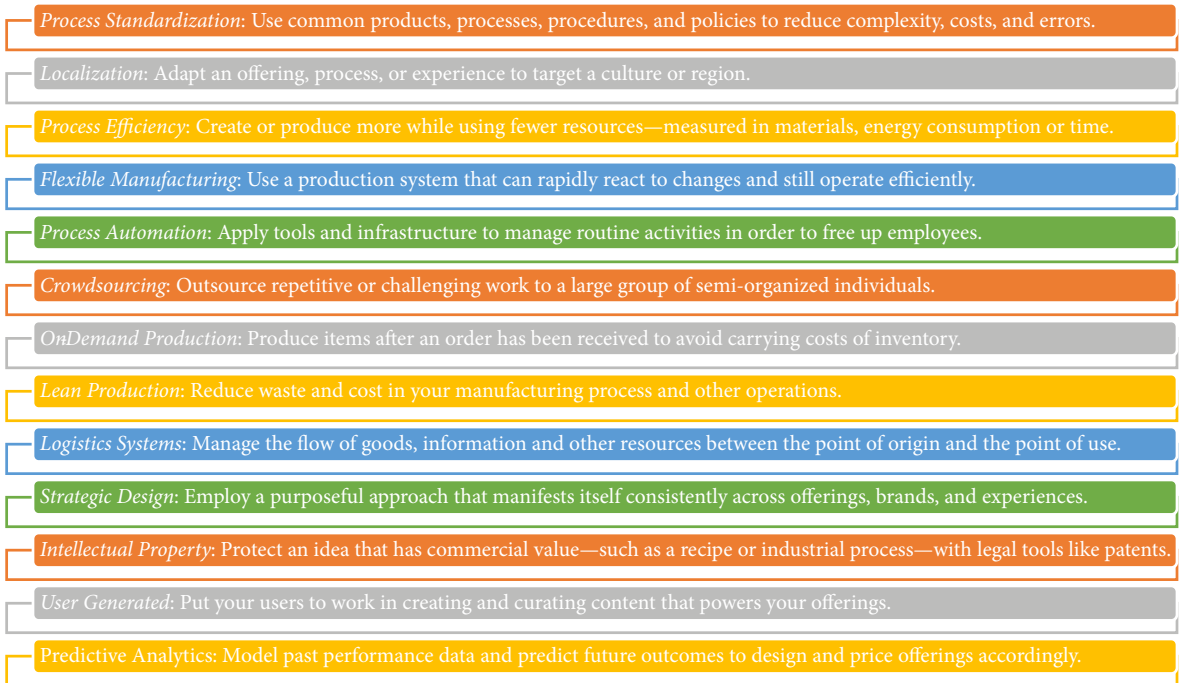 Process Standardization: Use common products, processes, procedures, and policies to reduce complexity, costs, and errors.
Localization: Adapt an offering, process, or experience to target a culture or region.
Process Efficiency: Create or produce more while using fewer resources—measured in materials, energy consumption or time.
Flexible Manufacturing: Use a production system that can rapidly react to changes and still operate efficiently.
Process Automation: Apply tools and infrastructure to manage routine activities in order to free up employees.
Crowdsourcing: Outsource repetitive or challenging work to a large group of semi-organized individuals.
On-Demand Production: Produce items after an order has been received to avoid carrying costs of inventory.
Lean Production: Reduce waste and cost in your manufacturing process and other operations.
Logistics Systems: Manage the flow of goods, information and other resources between the point of origin and the point of use.
Strategic Design: Employ a purposeful approach that manifests itself consistently across offerings, brands, and experiences.
Intellectual Property: Protect an idea that has commercial value—such as a recipe or industrial process—with legal tools like patents.
User Generated: Put your users to work in creating and curating content that powers your offerings.
Predictive Analytics: Model past performance data and predict future outcomes to design and price offerings accordingly.